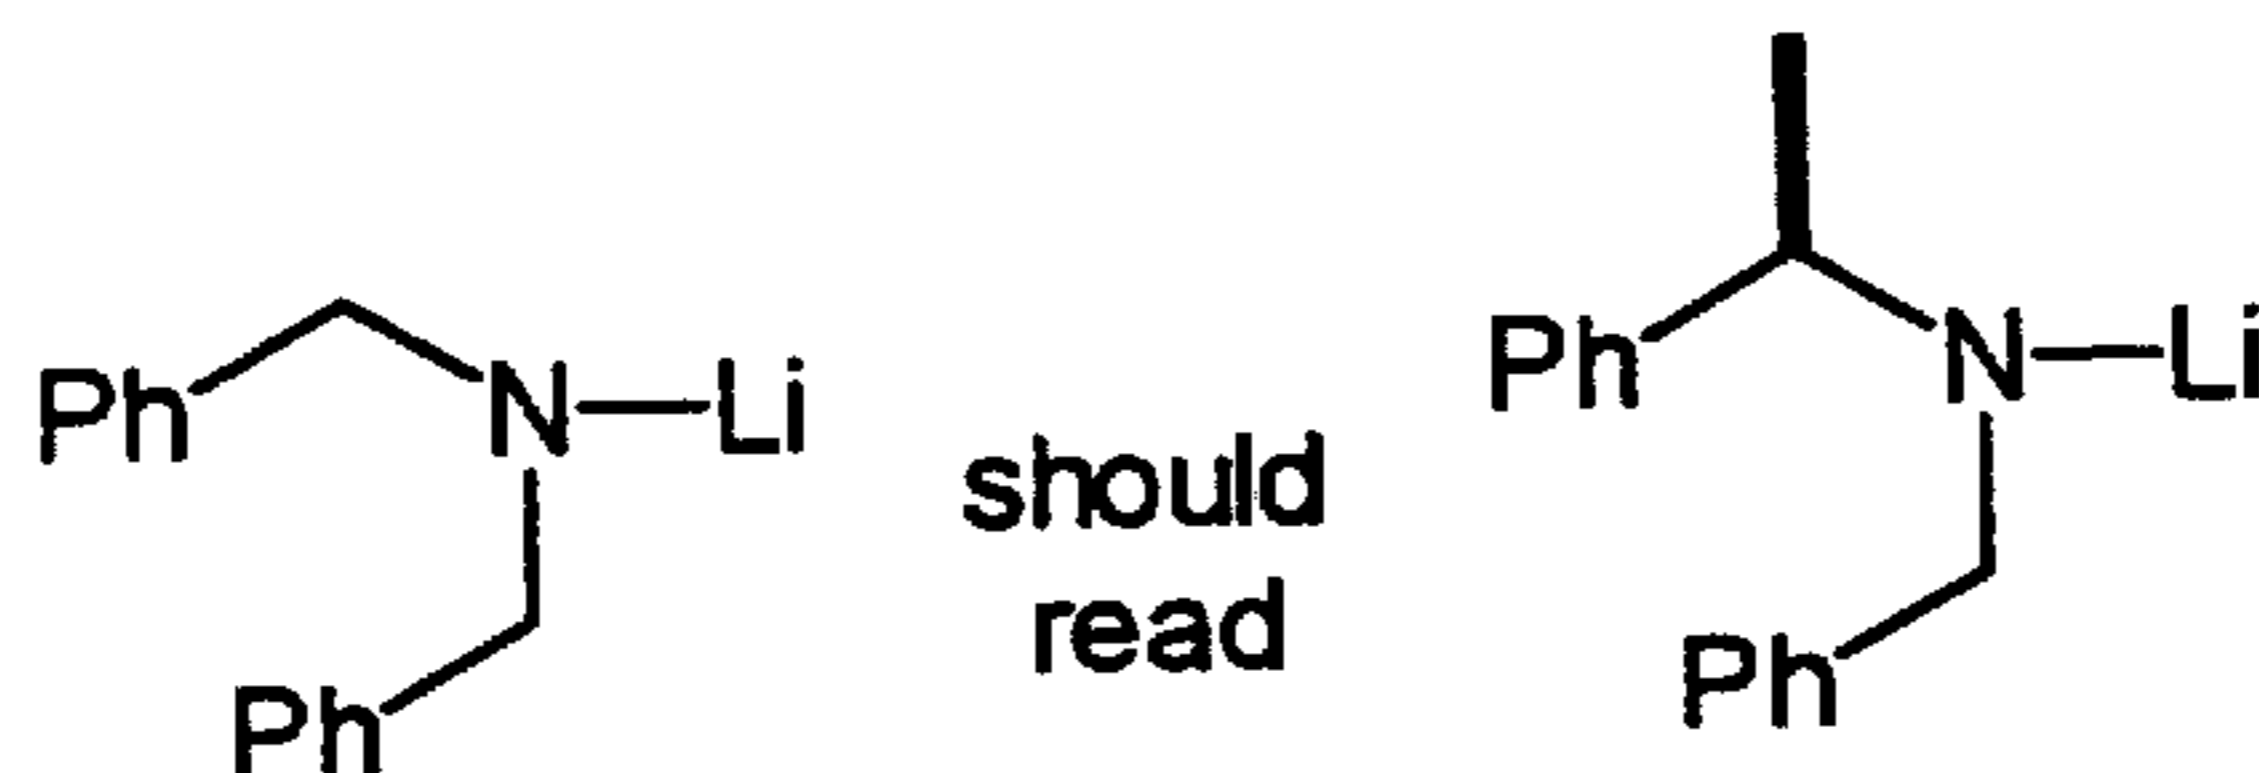 Ph N—Li
Ph
should
read
Ph N—Li
Ph